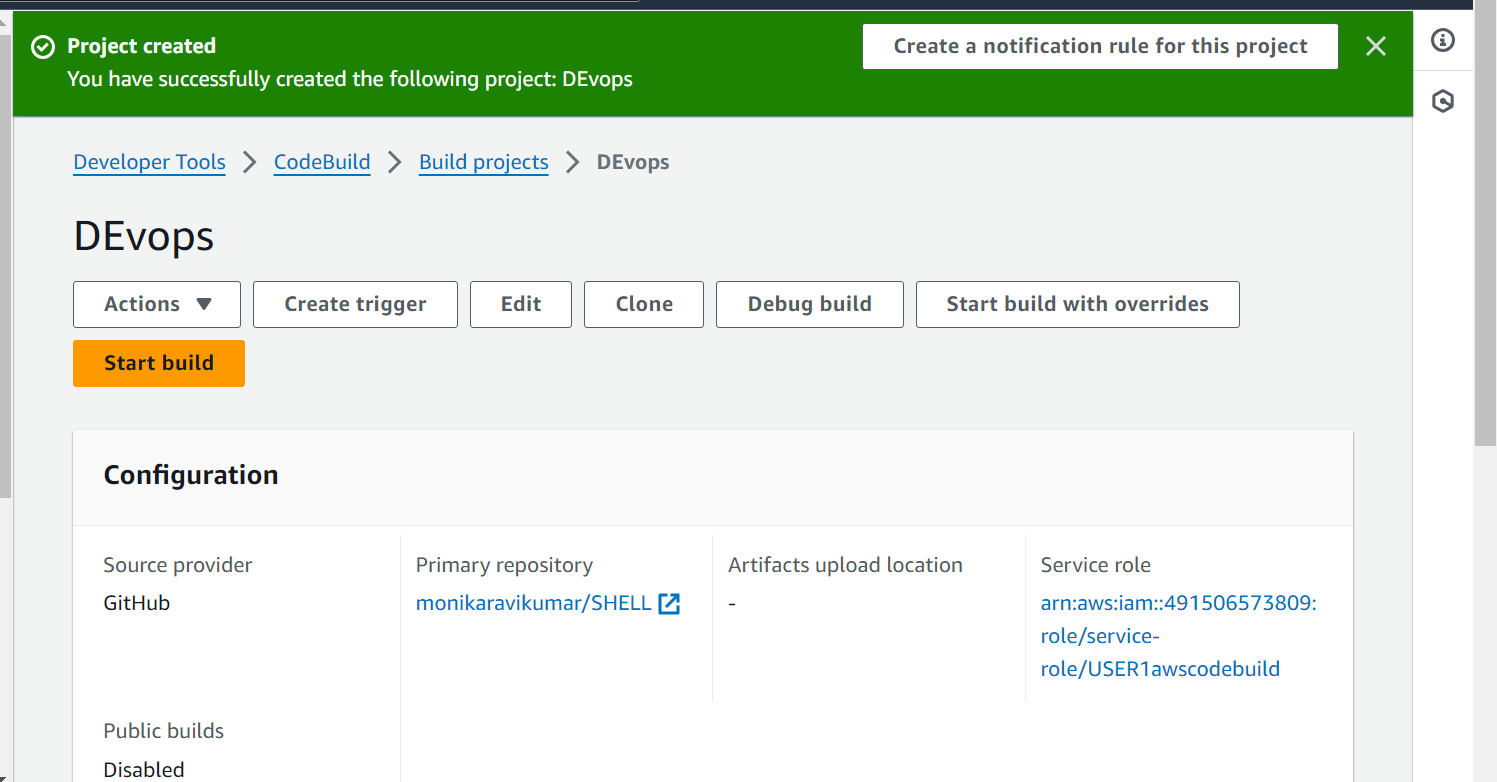 Project created
Create a notification rule for this project
You have successfully created the following project: DEvops
Developer Tools
CodeBuild
Build projects
DEvops
DEvops
Actions
Create trigger
Edit
Clone
Debug build
Start build with overrides
Start build
Configuration
Source provider
GitHub
Primary repository
monikaravikumar/SHELL
Artifacts upload location
-
Service role
arn:aws:iam::491506573809:
role/service-
role/USER1awscodebuild
Public builds
Disabled